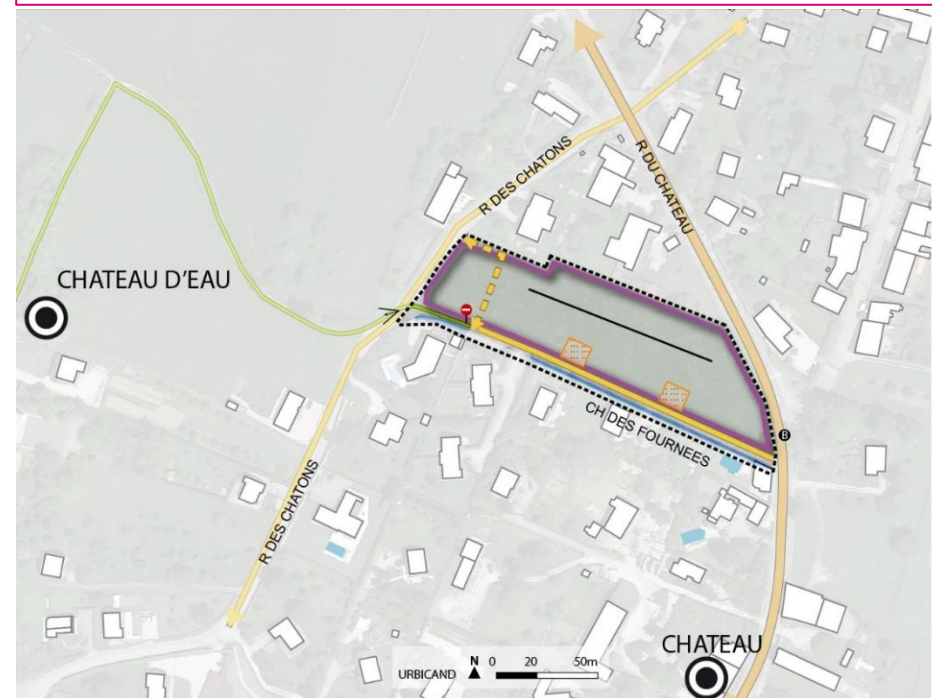 R DES CHATONS
R DU CHATEAU
CHATEAU D'EAU
CH DES FOURNEES
B
R DES CHATONS
CHATEAU
URBICAND
N
0 20 50m